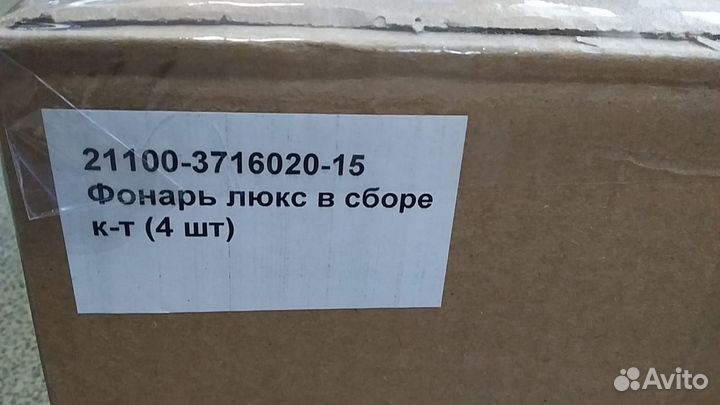 21100-3716020-15
Фонарь люкс в сборе
к-т (4 шт)
Avito